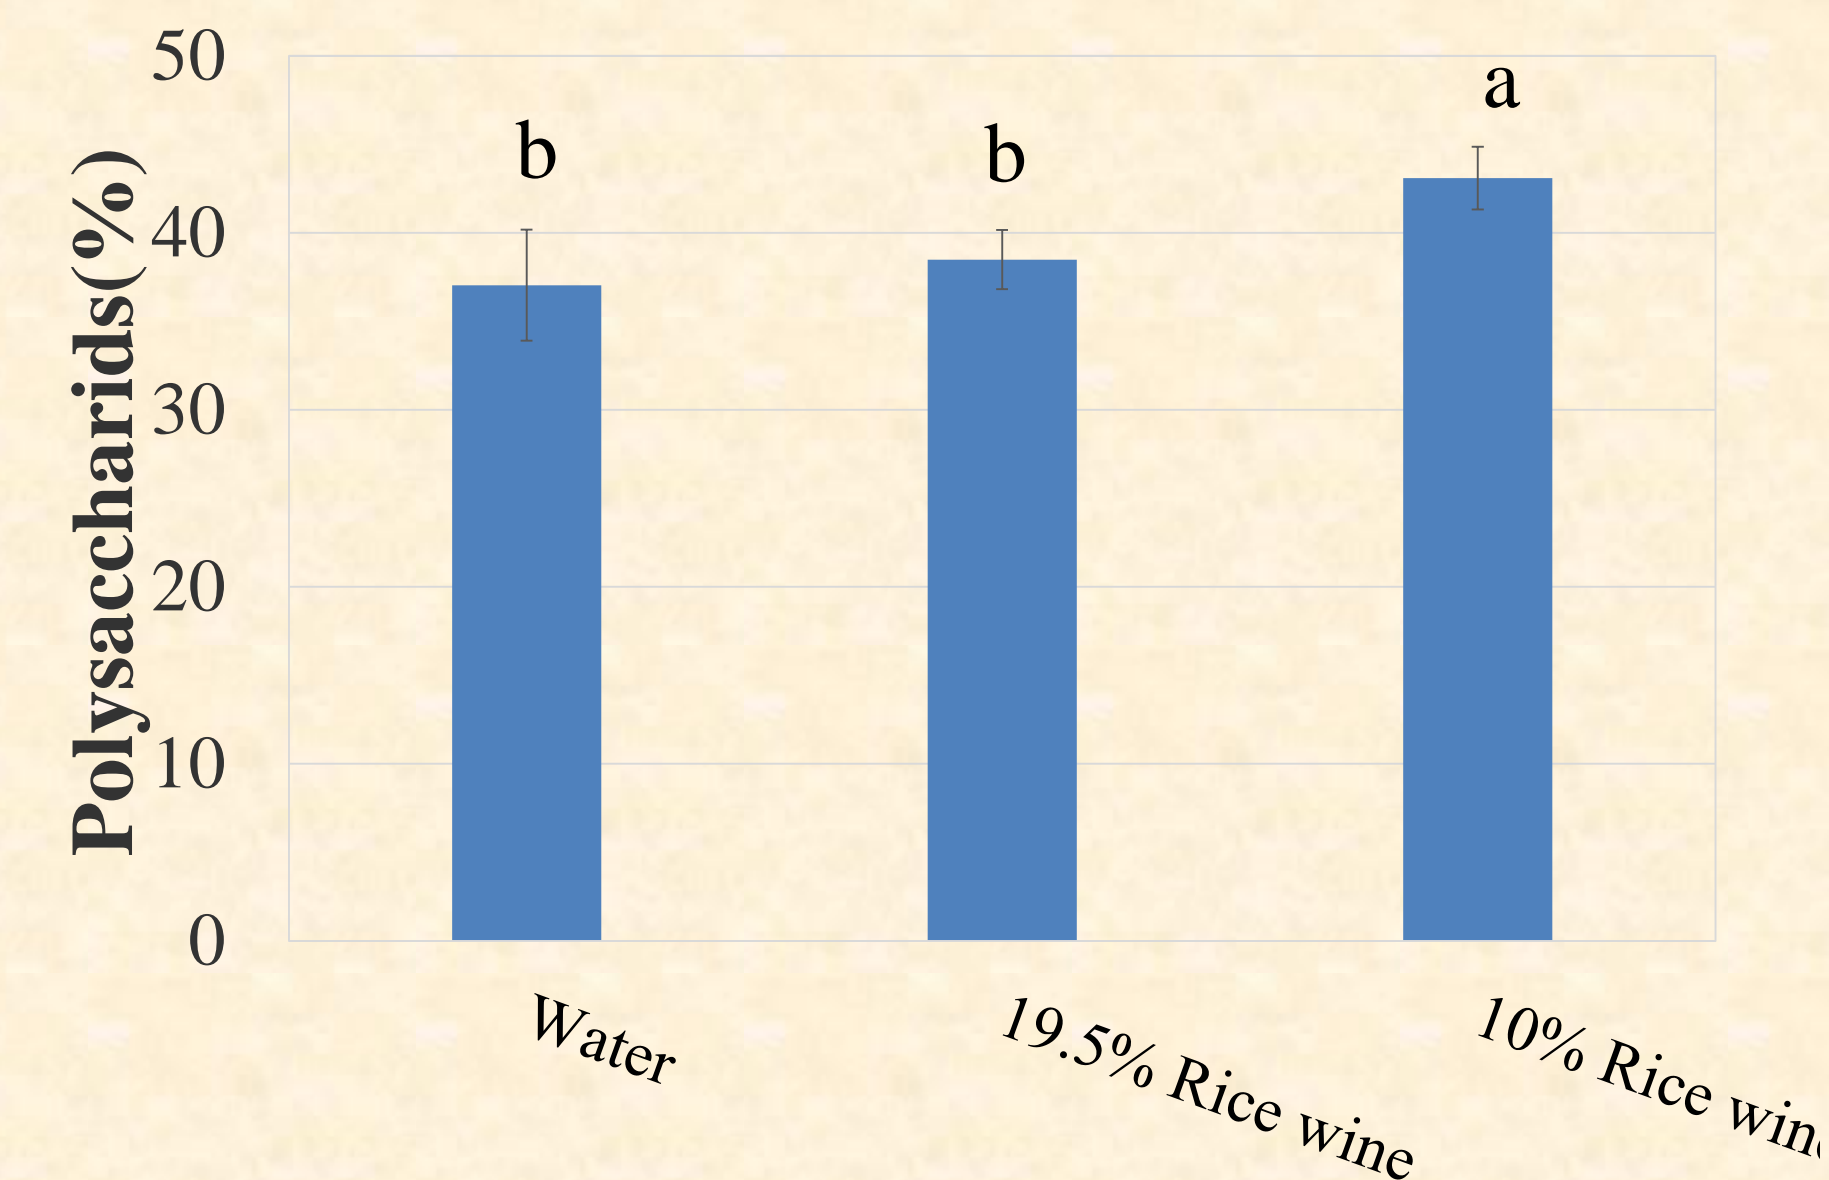 Polysaccharids(%)
50
40
30
20
10
0
b
b
a
Water
19.5% Rice wine
10% Rice win